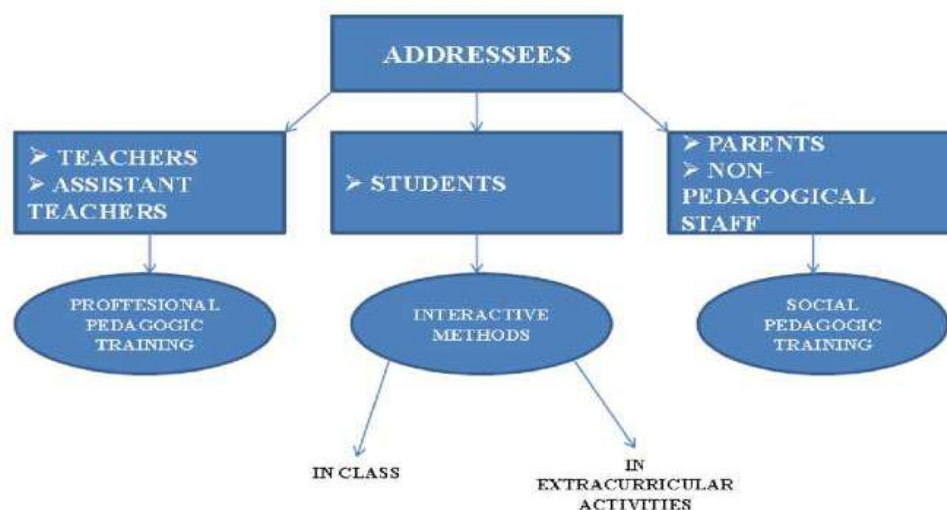 ADDRESSEES
➤ TEACHERS
➤ ASSISTANT
TEACHERS
➤ STUDENTS
➤ PARENTS
➤ NON-
PEDAGOGICAL
STAFF
PROFFESIONAL
PEDAGOGIC
TRAINING
INTERACTIVE
METHODS
SOCIAL
PEDAGOGIC
TRAINING
IN CLASS
IN
EXTRACURRICULAR
ACTIVITIES